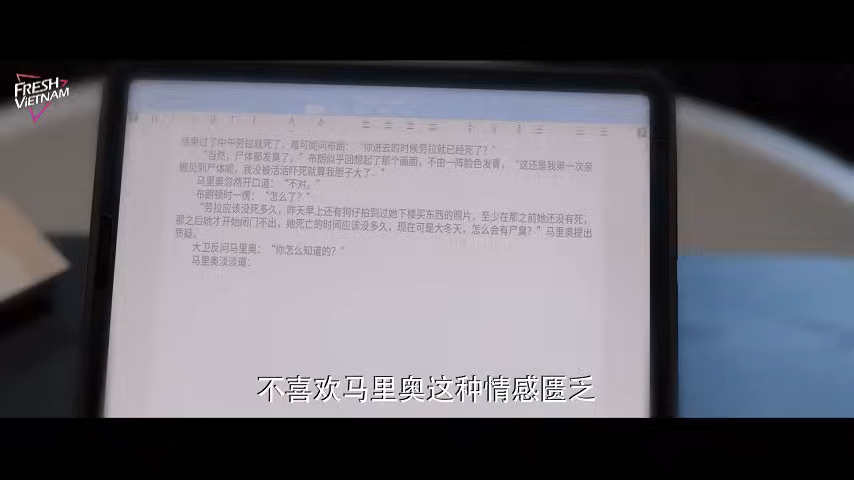 FRESH
VIETNAM
结果过了中午劳拉就死了，难可能问布朗：“你进去的时候劳拉就已经死了？”
“当然，尸体都发臭了。”布朗似乎回想起了那个画面，不由一阵脸色发青，“这还是我第一次亲
眼见到尸体呢，我没被活活吓死就算我胆子大了。”
马里奥忽然开口道：“不对。”
布朗顿时一愣：“怎么了？”
“劳拉应该没死多久，昨天早上还有狗仔拍到过她下楼买东西的照片，至少在那之前她还没有死，
那之后她才开始闭门不出，她死亡的时间应该没多久，现在可是大冬天，怎么会有尸臭？”马里奥提出
质疑。
大卫反问马里奥：“你怎么知道的？”
马里奥淡淡道：
不喜欢马里奥这种情感匮乏